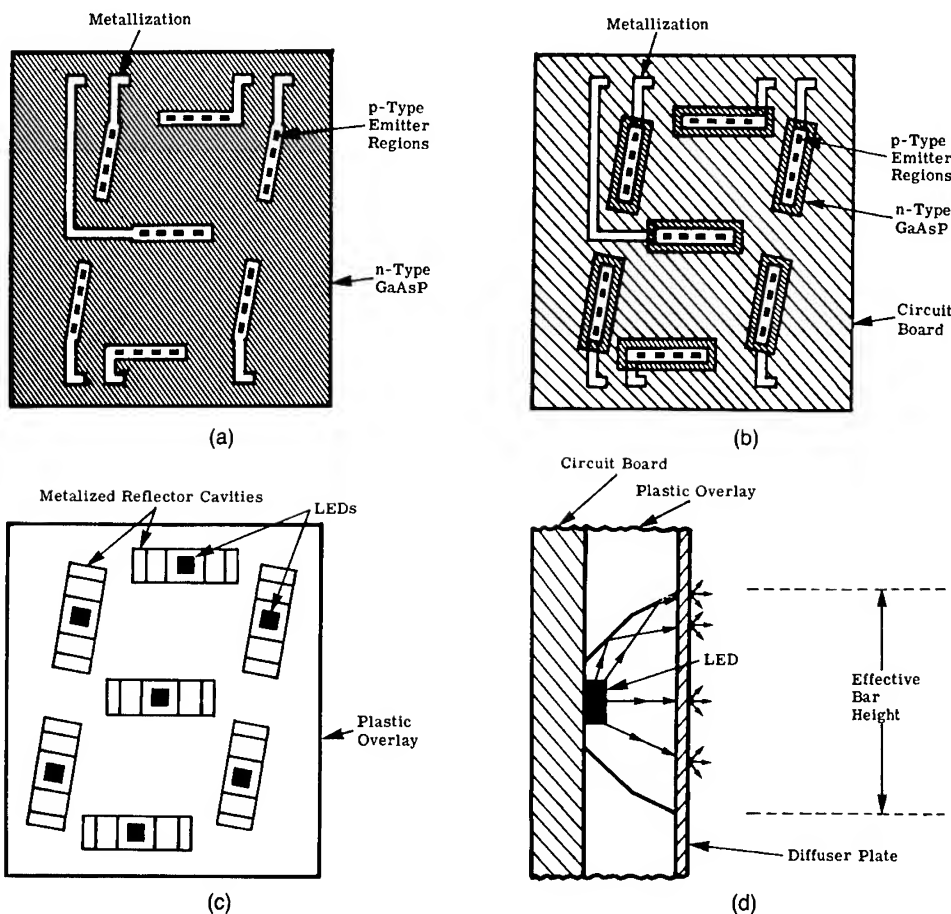 Metallization
p-Type
Emitter
Regions
n-Type
GaAsP
(a)
Metallization
p-Type
Emitter
Regions
n-Type
GaAsP
Circuit
Board
(b)
Metalized Reflector Cavities
LEDs
Plastic
Overlay
(c)
Circuit Board
Plastic Overlay
LED
Effective
Bar
Height
Diffuser Plate
(d)